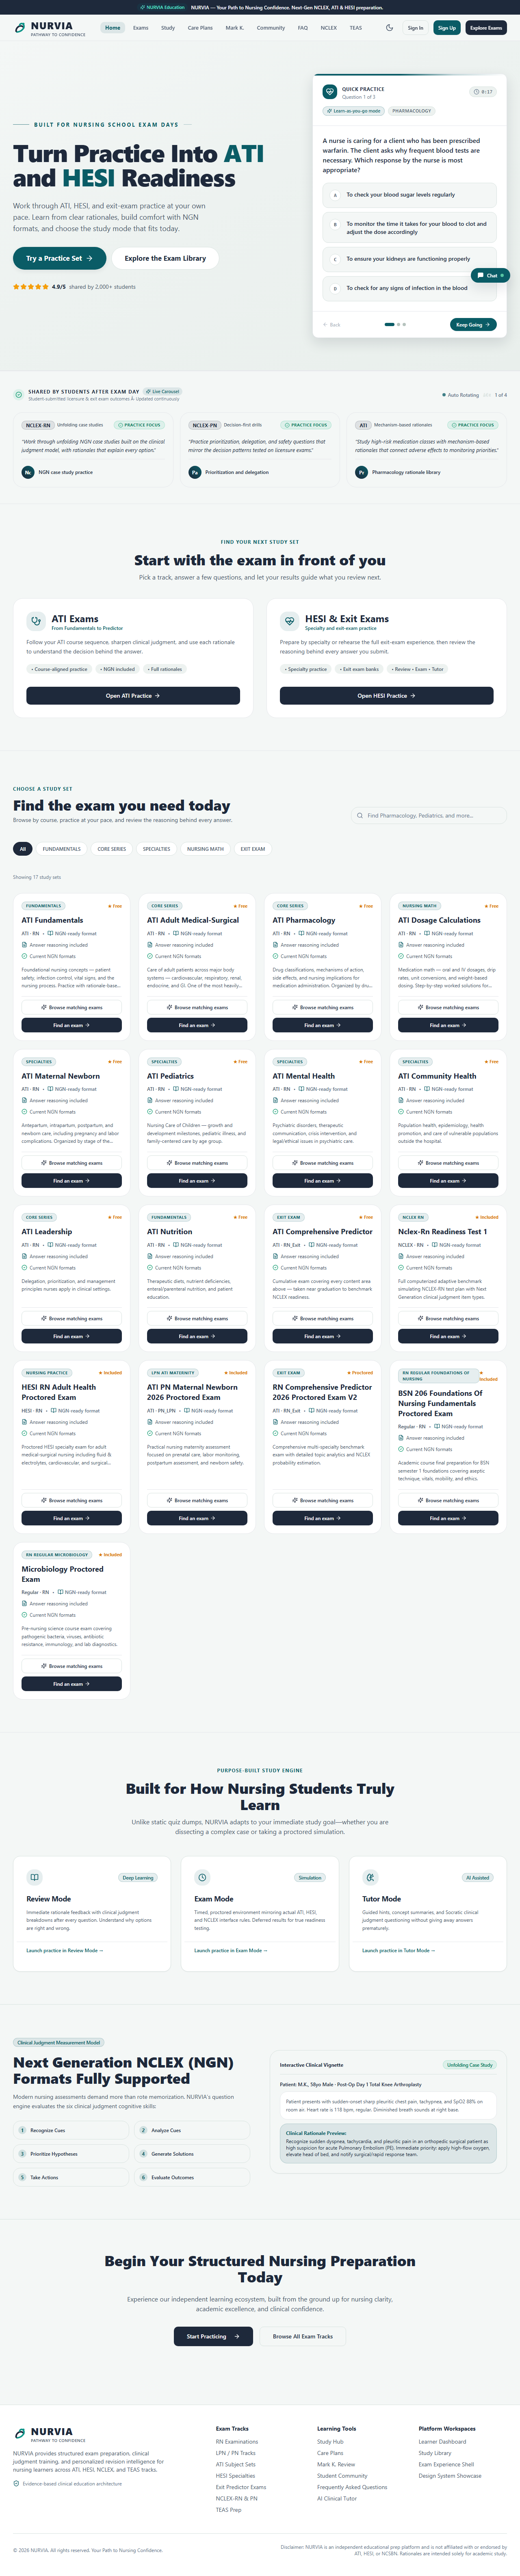 NURVIA Education NURVIA — Your Path to Nursing Confidence. Next-Gen NCLEX, ATI & HESI preparation.
NURVIA
PATHWAY TO CONFIDENCE
Home Exams Study Care Plans Mark K. Community FAQ NCLEX TEAS Sign In Sign Up Explore Exams
BUILT FOR NURSING SCHOOL EXAM DAYS
Turn Practice Into ATI
and HESI Readiness
Work through ATI, HESI, and exit-exam practice at your own
pace. Learn from clear rationales, build comfort with NGN
formats, and choose the study mode that fits today.
Try a Practice Set → Explore the Exam Library
4.9/5 shared by 2,000+ students
QUICK PRACTICE
Question 1 of 3
0:17
Learn-as-you-go mode PHARMACOLOGY
A nurse is caring for a client who has been prescribed
warfarin. The client asks why frequent blood tests are
necessary. Which response by the nurse is most
appropriate?
A To check your blood sugar levels regularly
B To monitor the time it takes for your blood to clot and
adjust the dose accordingly
C To ensure your kidneys are functioning properly
Chat
D To check for any signs of infection in the blood
← Back Keep Going →
SHARED BY STUDENTS AFTER EXAM DAY Live Carousel
Student-submitted licensure & exit exam outcomes Â· Updated continuously
Auto Rotating 1 of 4
NCLEX-RN Unfolding case studies PRACTICE FOCUS
"Work through unfolding NGN case studies built on the clinical
judgment model, with rationales that explain every option."
Nc NGN case study practice
NCLEX-PN Decision-first drills PRACTICE FOCUS
"Practice prioritization, delegation, and safety questions that
mirror the decision patterns tested on licensure exams."
Pa Prioritization and delegation
ATI Mechanism-based rationales PRACTICE FOCUS
"Study high-risk medication classes with mechanism-based
rationales that connect adverse effects to monitoring priorities."
Pr Pharmacology rationale library
FIND YOUR NEXT STUDY SET
Start with the exam in front of you
Pick a track, answer a few questions, and let your results guide what you review next.
ATI Exams
From Fundamentals to Predictor
Follow your ATI course sequence, sharpen clinical judgment, and use each rationale
to understand the decision behind the answer.
• Course-aligned practice • NGN included • Full rationales
Open ATI Practice →
HESI & Exit Exams
Specialty and exit-exam practice
Prepare by specialty or rehearse the full exit-exam experience, then review the
reasoning behind every answer you submit.
• Specialty practice • Exit exam banks • Review • Exam • Tutor
Open HESI Practice →
CHOOSE A STUDY SET
Find the exam you need today
Browse by course, practice at your pace, and review the reasoning behind every answer.
Find Pharmacology, Pediatrics, and more...
All FUNDAMENTALS CORE SERIES SPECIALTIES NURSING MATH EXIT EXAM
Showing 17 study sets
FUNDAMENTALS Free
ATI Fundamentals
ATI · RN • NGN-ready format
Answer reasoning included
Current NGN formats
Foundational nursing concepts — patient
safety, infection control, vital signs, and the
nursing process. Practice with rationale-base...
Browse matching exams
Find an exam →
CORE SERIES Free
ATI Adult Medical-Surgical
ATI · RN • NGN-ready format
Answer reasoning included
Current NGN formats
Care of adult patients across major body
systems — cardiovascular, respiratory, renal,
endocrine, and GI. One of the most heavily...
Browse matching exams
Find an exam →
CORE SERIES Free
ATI Pharmacology
ATI · RN • NGN-ready format
Answer reasoning included
Current NGN formats
Drug classifications, mechanisms of action,
side effects, and nursing implications for
medication administration. Organized by dru...
Browse matching exams
Find an exam →
NURSING MATH Free
ATI Dosage Calculations
ATI · RN • NGN-ready format
Answer reasoning included
Current NGN formats
Medication math — oral and IV dosages, drip
rates, unit conversions, and weight-based
dosing. Step-by-step worked solutions for...
Browse matching exams
Find an exam →
SPECIALTIES Free
ATI Maternal Newborn
ATI · RN • NGN-ready format
Answer reasoning included
Current NGN formats
Antepartum, intrapartum, postpartum, and
newborn care, including pregnancy and labor
complications. Organized by stage of the...
Browse matching exams
Find an exam →
SPECIALTIES Free
ATI Pediatrics
ATI · RN • NGN-ready format
Answer reasoning included
Current NGN formats
Nursing Care of Children — growth and
development milestones, pediatric illness, and
family-centered care by age group.
Browse matching exams
Find an exam →
SPECIALTIES Free
ATI Mental Health
ATI · RN • NGN-ready format
Answer reasoning included
Current NGN formats
Psychiatric disorders, therapeutic
communication, crisis intervention, and
legal/ethical issues in psychiatric care.
Browse matching exams
Find an exam →
SPECIALTIES Free
ATI Community Health
ATI · RN • NGN-ready format
Answer reasoning included
Current NGN formats
Population health, epidemiology, health
promotion, and care of vulnerable populations
outside the hospital.
Browse matching exams
Find an exam →
CORE SERIES Free
ATI Leadership
ATI · RN • NGN-ready format
Answer reasoning included
Current NGN formats
Delegation, prioritization, and management
principles nurses apply in clinical settings.
Browse matching exams
Find an exam →
FUNDAMENTALS Free
ATI Nutrition
ATI · RN • NGN-ready format
Answer reasoning included
Current NGN formats
Therapeutic diets, nutrient deficiencies,
enteral/parenteral nutrition, and patient
education.
Browse matching exams
Find an exam →
EXIT EXAM Free
ATI Comprehensive Predictor
ATI · RN_Exit • NGN-ready format
Answer reasoning included
Current NGN formats
Cumulative exam covering every content area
above — taken near graduation to benchmark
NCLEX readiness.
Browse matching exams
Find an exam →
NCLEX RN Included
Nclex-Rn Readiness Test 1
NCLEX · RN • NGN-ready format
Answer reasoning included
Current NGN formats
Full computerized adaptive benchmark
simulating NCLEX-RN test plan with Next
Generation clinical judgment item types.
Browse matching exams
Find an exam →
NURSING PRACTICE Included
HESI RN Adult Health
Proctored Exam
HESI · RN • NGN-ready format
Answer reasoning included
Current NGN formats
Proctored HESI specialty exam for adult
medical-surgical nursing including fluid &
electrolytes, cardiovascular, and surgical...
Browse matching exams
Find an exam →
LPN ATI MATERNITY Included
ATI PN Maternal Newborn
2026 Proctored Exam
ATI · PN_LPN • NGN-ready format
Answer reasoning included
Current NGN formats
Practical nursing maternity assessment
focused on prenatal care, labor monitoring,
postpartum assessment, and newborn safety.
Browse matching exams
Find an exam →
EXIT EXAM Proctored
RN Comprehensive Predictor
2026 Proctored Exam V2
ATI · RN_Exit • NGN-ready format
Answer reasoning included
Current NGN formats
Comprehensive multi-specialty benchmark
exam with detailed topic analytics and NCLEX
probability estimation.
Browse matching exams
Find an exam →
RN REGULAR FOUNDATIONS OF
NURSING
Included
BSN 206 Foundations Of
Nursing Fundamentals
Proctored Exam
Regular · RN • NGN-ready format
Answer reasoning included
Current NGN formats
Academic course final preparation for BSN
semester 1 foundations covering aseptic
technique, vitals, mobility, and ethics.
Browse matching exams
Find an exam →
RN REGULAR MICROBIOLOGY Included
Microbiology Proctored
Exam
Regular · RN • NGN-ready format
Answer reasoning included
Current NGN formats
Pre-nursing science course exam covering
pathogenic bacteria, viruses, antibiotic
resistance, immunology, and lab diagnostics.
Browse matching exams
Find an exam →
PURPOSE-BUILT STUDY ENGINE
Built for How Nursing Students Truly
Learn
Unlike static quiz dumps, NURVIA adapts to your immediate study goal—whether you are
dissecting a complex case or taking a proctored simulation.
Deep Learning
Review Mode
Immediate rationale feedback with clinical judgment
breakdowns after every question. Understand why options
are right and wrong.
Launch practice in Review Mode →
Simulation
Exam Mode
Timed, proctored environment mirroring actual ATI, HESI,
and NCLEX interface rules. Deferred results for true readiness
testing.
Launch practice in Exam Mode →
AI Assisted
Tutor Mode
Guided hints, concept summaries, and Socratic clinical
judgment questioning without giving away answers
prematurely.
Launch practice in Tutor Mode →
Clinical Judgment Measurement Model
Next Generation NCLEX (NGN)
Formats Fully Supported
Modern nursing assessments demand more than rote memorization. NURVIA's question
engine evaluates the six clinical judgment cognitive skills:
1 Recognize Cues
2 Analyze Cues
3 Prioritize Hypotheses
4 Generate Solutions
5 Take Actions
6 Evaluate Outcomes
Interactive Clinical Vignette Unfolding Case Study
Patient: M.K., 58yo Male · Post-Op Day 1 Total Knee Arthroplasty
Patient presents with sudden-onset sharp pleuritic chest pain, tachypnea, and SpO2 88% on
room air. Heart rate is 118 bpm, regular. Diminished breath sounds at right base.
Clinical Rationale Preview:
Recognize sudden dyspnea, tachycardia, and pleuritic pain in an orthopedic surgical patient as
high suspicion for acute Pulmonary Embolism (PE). Immediate priority: apply high-flow oxygen,
elevate head of bed, and notify surgical/rapid response team.
Begin Your Structured Nursing Preparation
Today
Experience our independent learning ecosystem, built from the ground up for nursing clarity,
academic excellence, and clinical confidence.
Start Practicing → Browse All Exam Tracks
NURVIA
PATHWAY TO CONFIDENCE
NURVIA provides structured exam preparation, clinical
judgment training, and personalized revision intelligence for
nursing learners across ATI, HESI, NCLEX, and TEAS tracks.
Evidence-based clinical education architecture
Exam Tracks
RN Examinations
LPN / PN Tracks
ATI Subject Sets
HESI Specialties
Exit Predictor Exams
NCLEX-RN & PN
TEAS Prep
Learning Tools
Study Hub
Care Plans
Mark K. Review
Student Community
Frequently Asked Questions
AI Clinical Tutor
Platform Workspaces
Learner Dashboard
Study Library
Exam Experience Shell
Design System Showcase
© 2026 NURVIA. All rights reserved. Your Path to Nursing Confidence.
Disclaimer: NURVIA is an independent educational prep platform and is not affiliated with or endorsed by
ATI, HESI, or NCSBN. Rationales are intended solely for academic study.